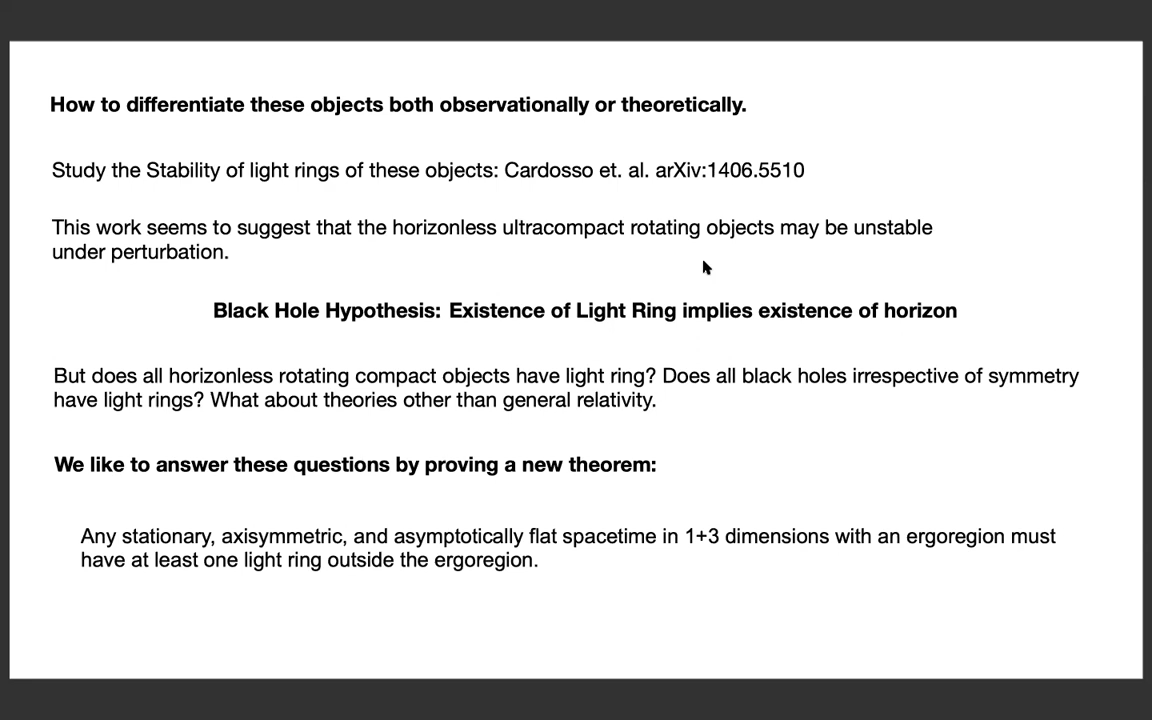 How to differentiate these objects both observationally or theoretically.
Study the Stability of light rings of these objects: Cardosso et. al. arXiv:1406.5510
This work seems to suggest that the horizonless ultracompact rotating objects may be unstable
under perturbation.
Black Hole Hypothesis: Existence of Light Ring implies existence of horizon
But does all horizonless rotating compact objects have light ring? Does all black holes irrespective of symmetry
have light rings? What about theories other than general relativity.
We like to answer these questions by proving a new theorem:
Any stationary, axisymmetric, and asymptotically flat spacetime in 1+3 dimensions with an ergoregion must
have at least one light ring outside the ergoregion.